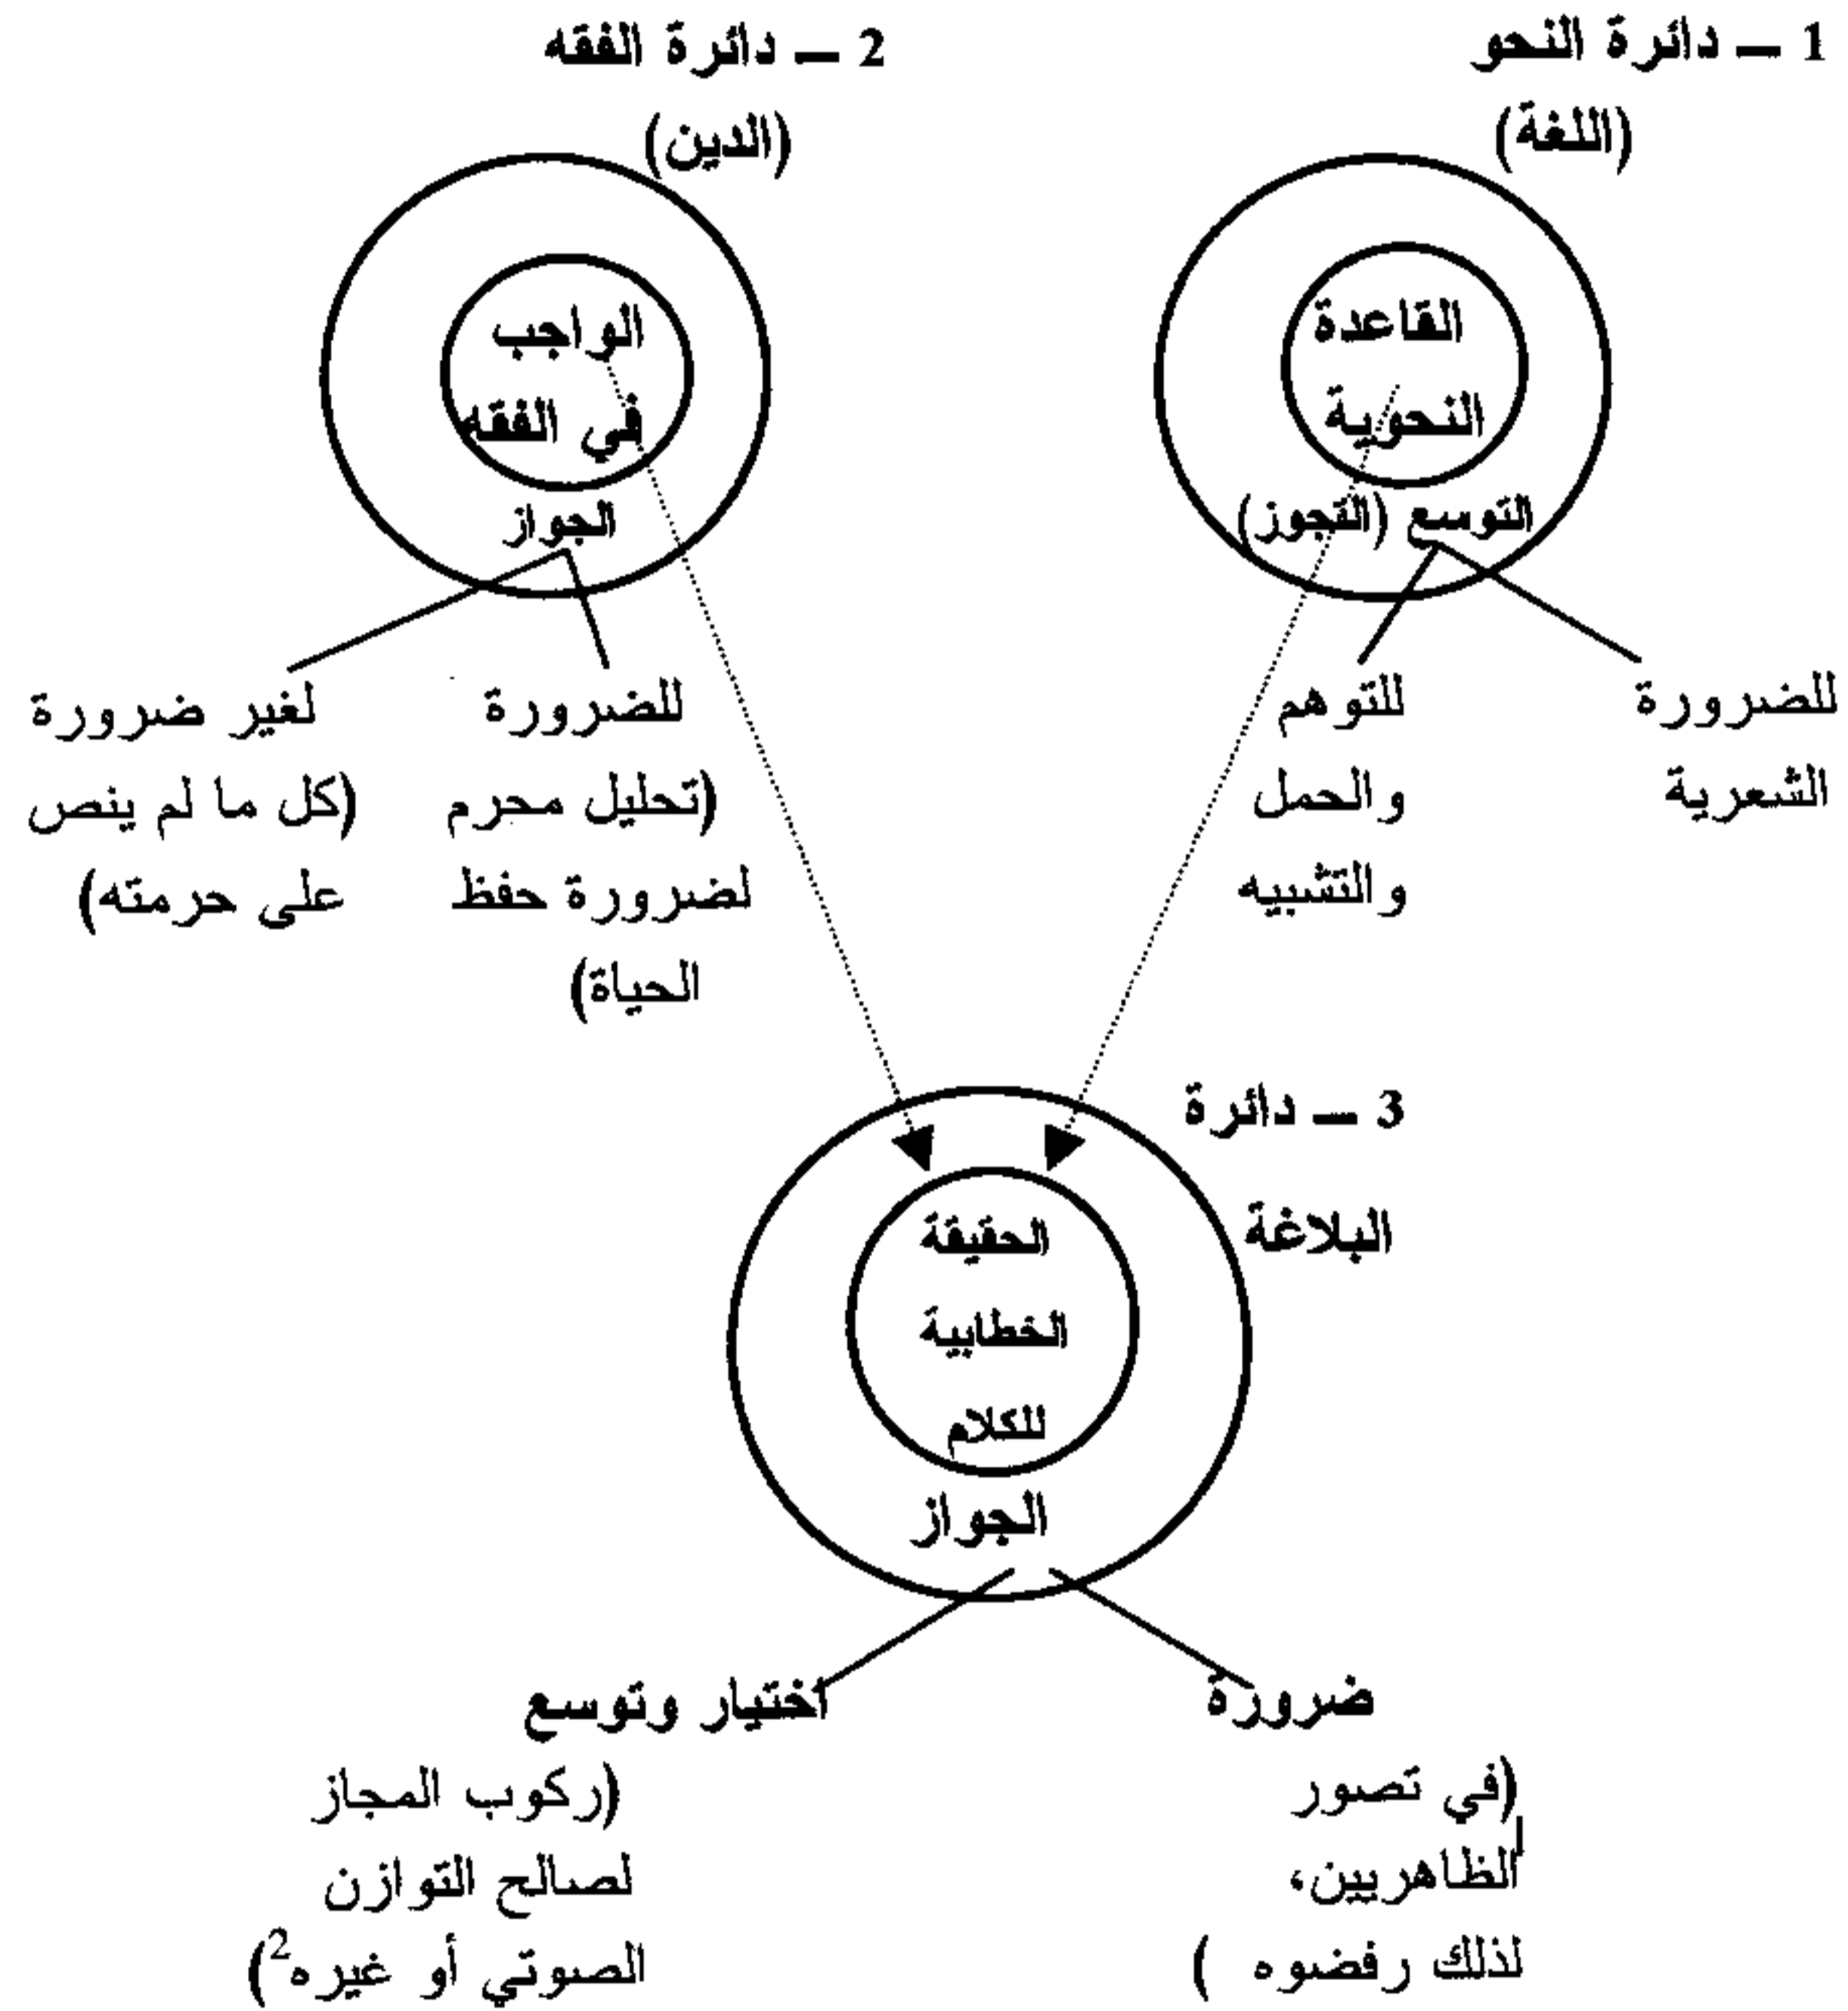 1 – دائرة النحو
(اللغة)
القاعدة
النحوية
التوسع (التجوز)
للضرورة
الشعرية
للتوهم
والحمل
والتشبيه
2 – دائرة الفقه
(الدين)
الواجب
في الفقه
الجواز
للضرورة
(تحليل محرم
لضرورة حفظ
الحياة)
لغير ضرورة
(كل ما لم ينص
على حرمته)
3 – دائرة
البلاغة
الحقيقة
الخطابية
للكلام
الجواز
ضرورة
(في تصور
الظاهريين،
لذلك رفضوه )
اختيار وتوسع
(ركوب المجاز
لصالح التوازن
الصوتي أو غيره²)